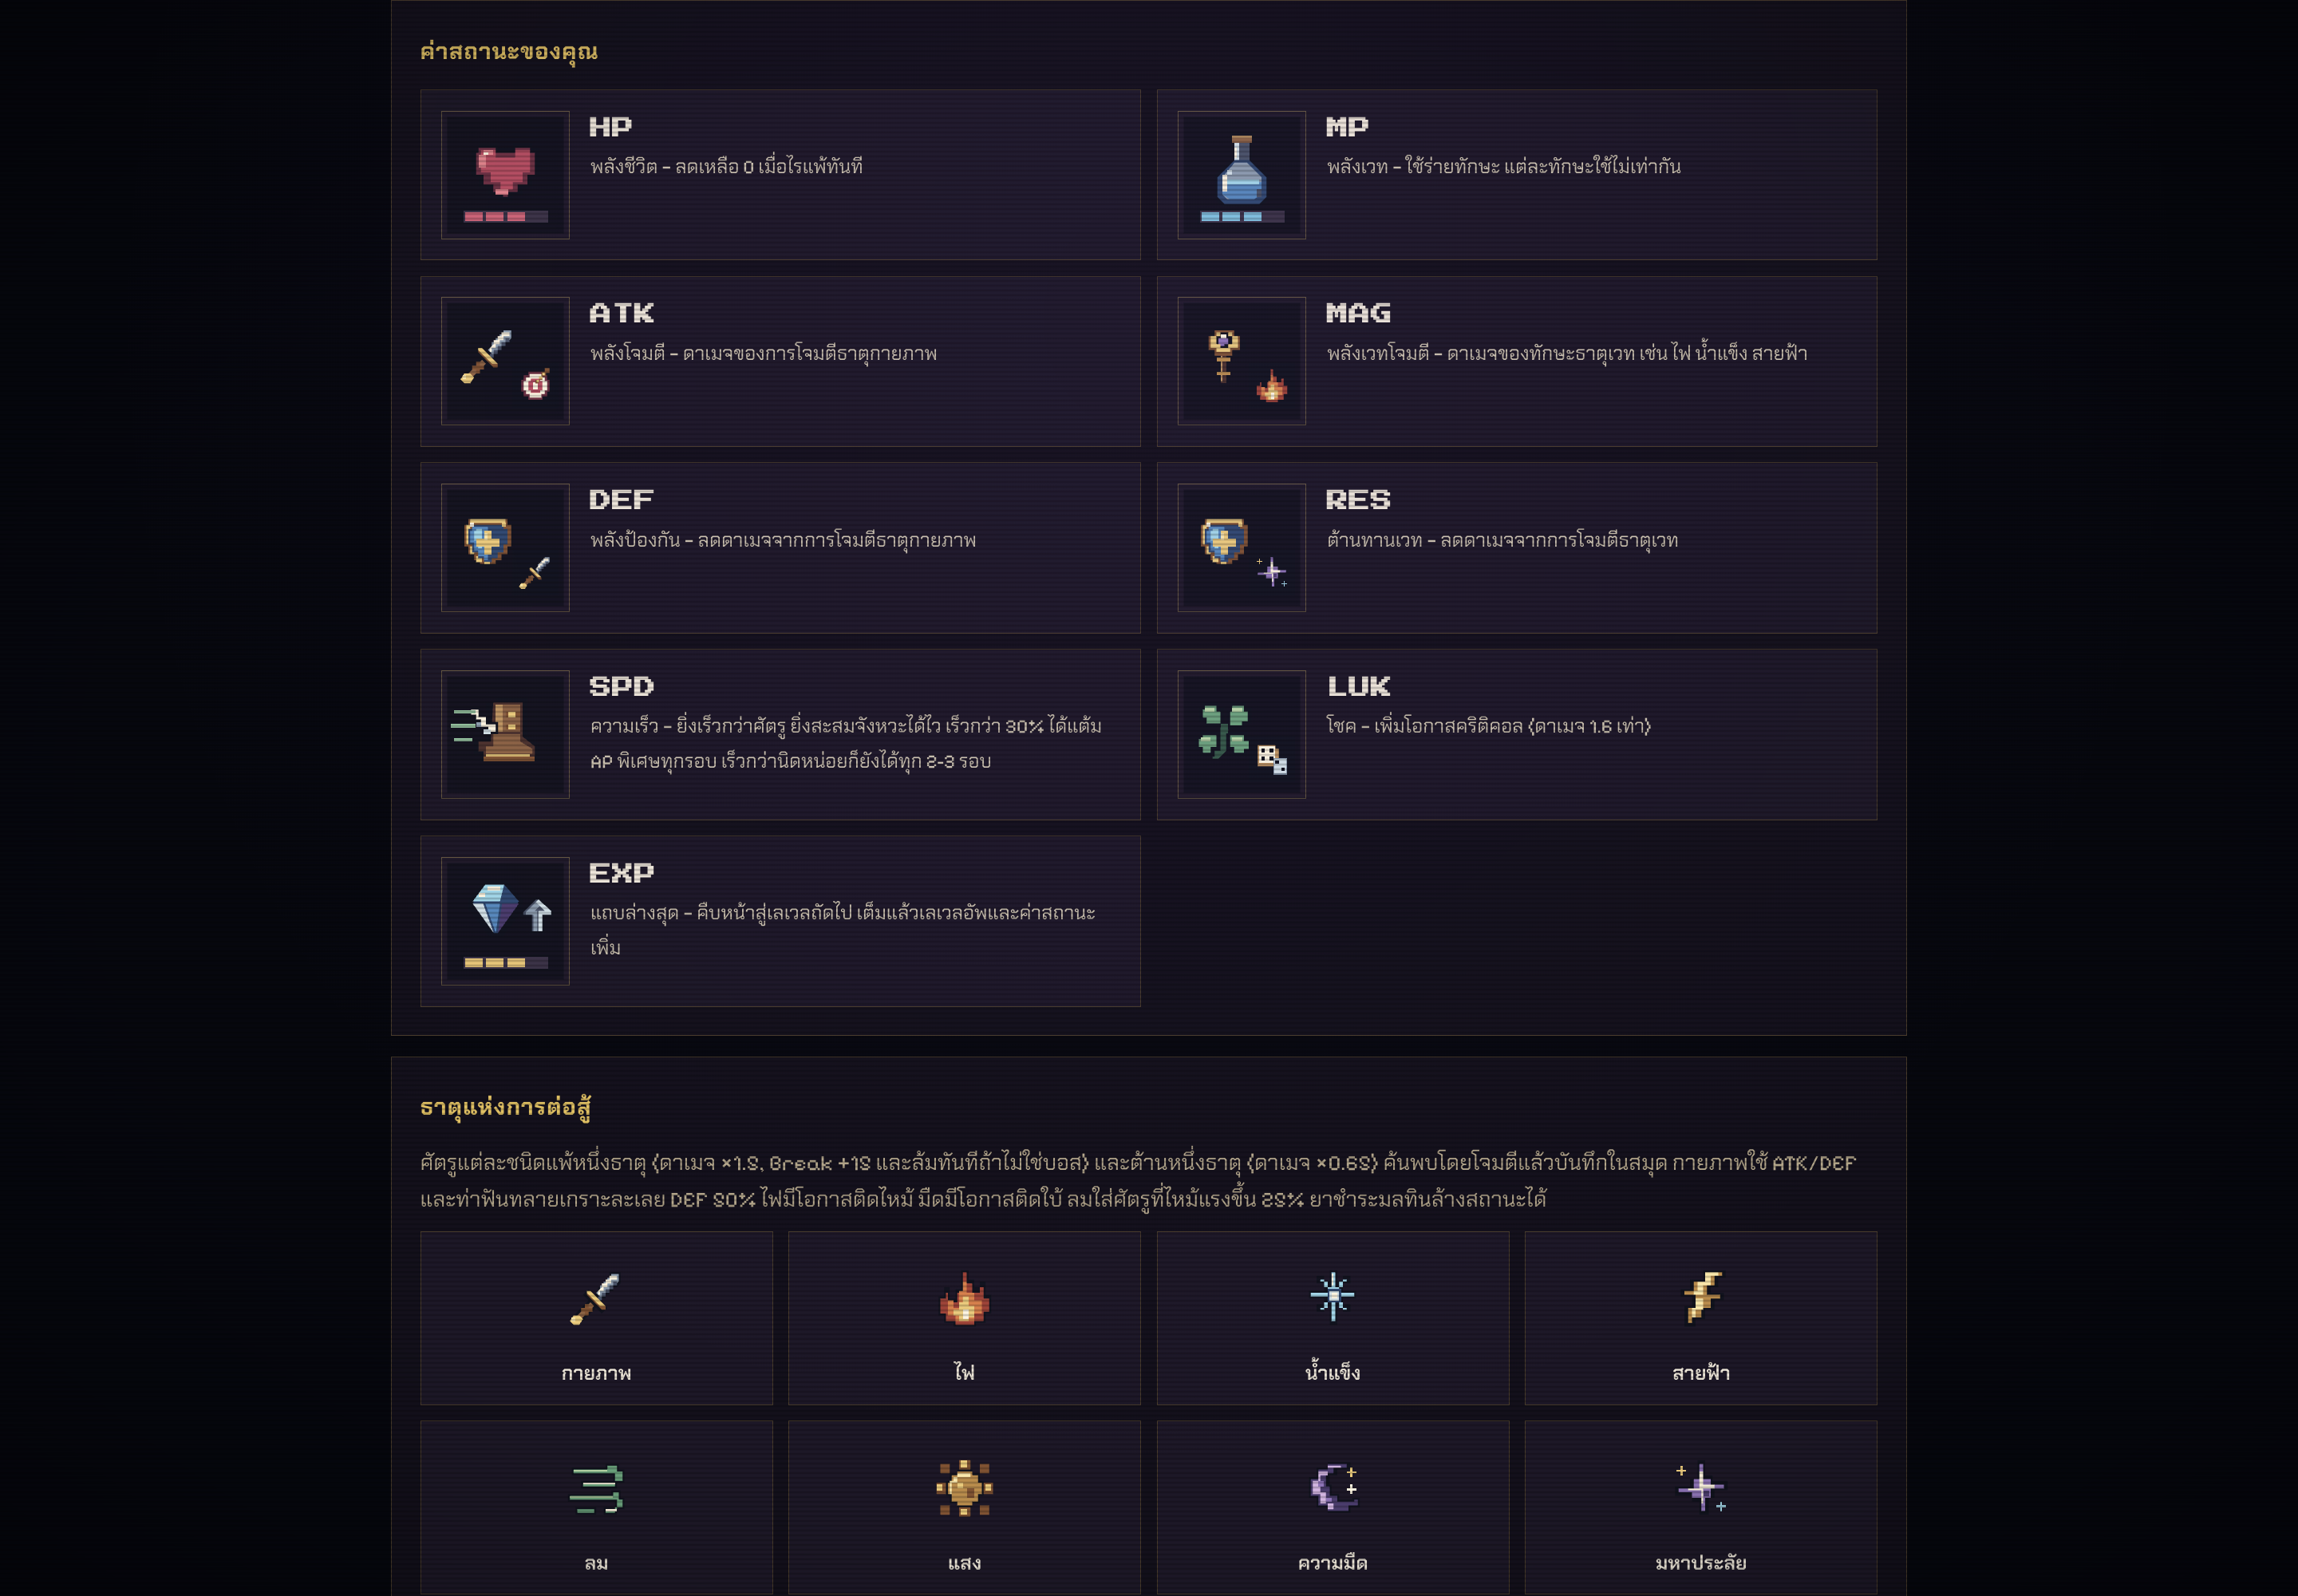 ค่าสถานะของคุณ
HP
พลังชีวิต – ลดเหลือ 0 เมื่อไรแพ้ทันที
MP
พลังเวท – ใช้ร่ายทักษะ แต่ละทักษะใช้ไม่เท่ากัน
ATK
พลังโจมตี – ดาเมจของการโจมตีธาตุกายภาพ
MAG
พลังเวทโจมตี – ดาเมจของทักษะธาตุเวท เช่น ไฟ น้ำแข็ง สายฟ้า
DEF
พลังป้องกัน – ลดดาเมจจากการโจมตีธาตุกายภาพ
RES
ต้านทานเวท – ลดดาเมจจากการโจมตีธาตุเวท
SPD
ความเร็ว – ยิ่งเร็วกว่าศัตรู ยิ่งสะสมจังหวะได้ไว เร็วกว่า 30% ได้แต้ม
AP พิเศษทุกรอบ เร็วกว่านิดหน่อยก็ยังได้ทุก 2-3 รอบ
LUK
โชค – เพิ่มโอกาสคริติคอล (ดาเมจ 1.6 เท่า)
EXP
แถบล่างสุด – คืบหน้าสู่เลเวลถัดไป เต็มแล้วเลเวลอัพและค่าสถานะ
เพิ่ม
ธาตุแห่งการต่อสู้
ศัตรูแต่ละชนิดแพ้หนึ่งธาตุ (ดาเมจ ×1.5, Break +15 และล้มทันทีถ้าไม่ใช่บอส) และต้านหนึ่งธาตุ (ดาเมจ ×0.65) ค้นพบโดยโจมตีแล้วบันทึกในสมุด กายภาพใช้ ATK/DEF
และท่าฟันทลายเกราะละเลย DEF 50% ไฟมีโอกาสติดไหม้ มืดมีโอกาสติดใบ้ ลมใส่ศัตรูที่ไหม้แรงขึ้น 25% ยาชำระมลทินล้างสถานะได้
กายภาพ
ไฟ
น้ำแข็ง
สายฟ้า
ลม
แสง
ความมืด
มหาประลัย